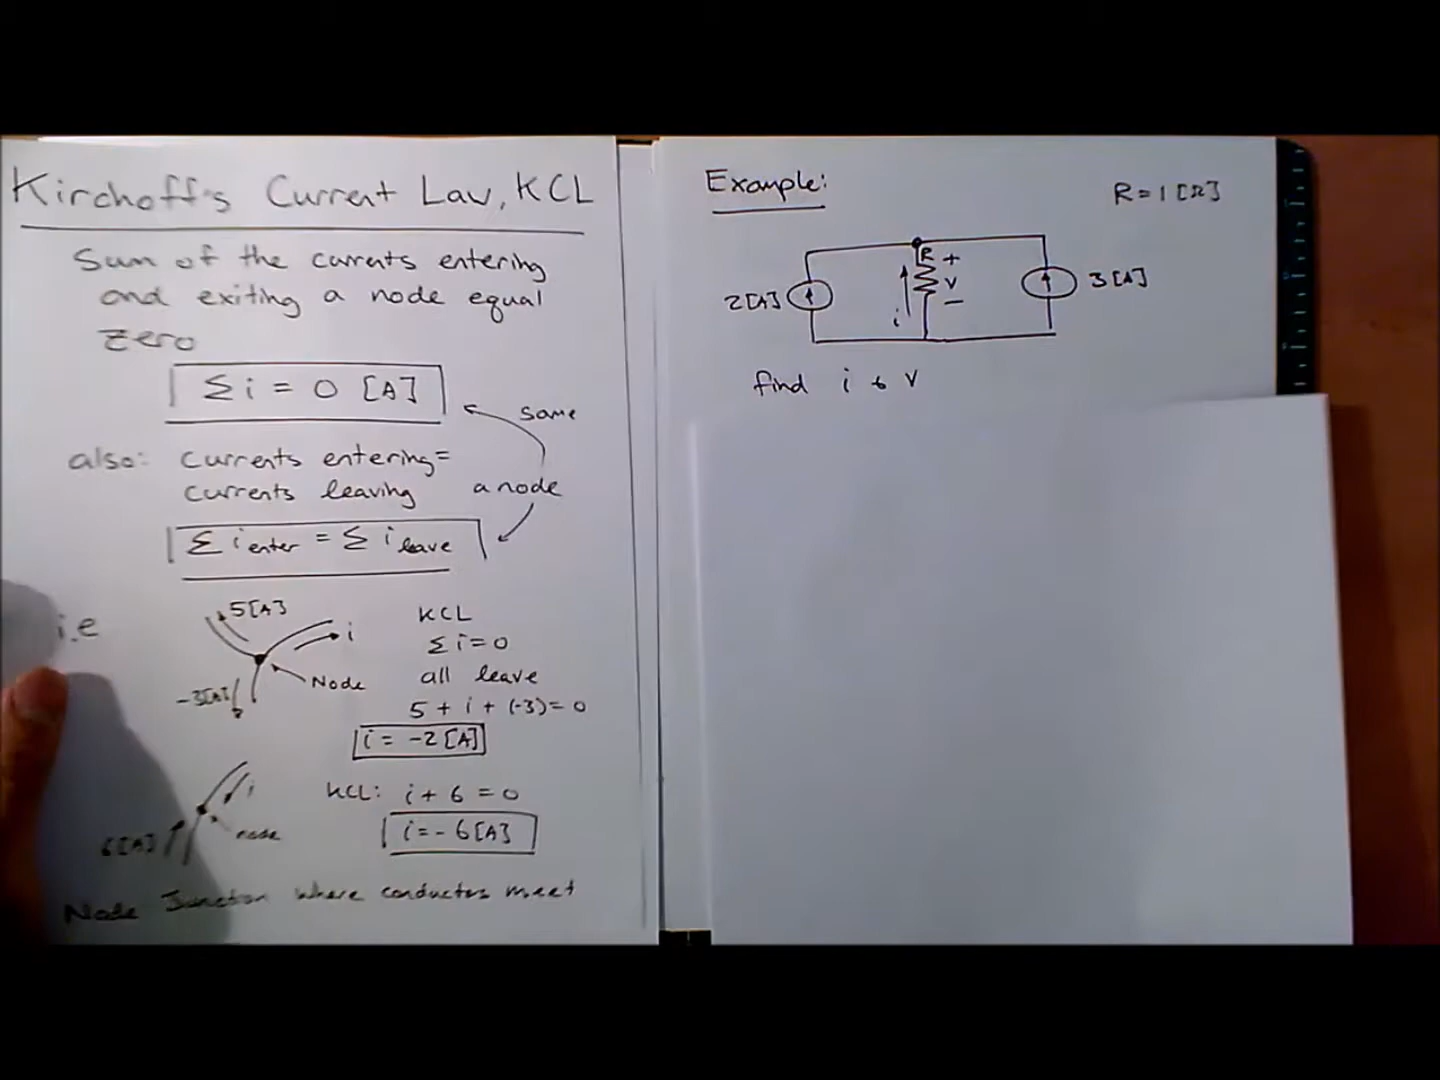 Kirchoff's Current Law, KCL
Sum of the currents entering
and exiting a node equal
zero
Σ i = 0 [A]
same
also: currents entering =
currents leaving
a node
Σ i enter = Σ i leave
i.e
5[A]
i
Node
-3[A]
KCL
Σ i = 0
all leave
5 + i + (-3) = 0
i = -2 [A]
i
node
6[A]
KCL: i + 6 = 0
i = - 6 [A]
Node Junction where conductors meet
Example:
R = 1 [Ω]
2[A]
R
+
V
−
i
3 [A]
find i & V